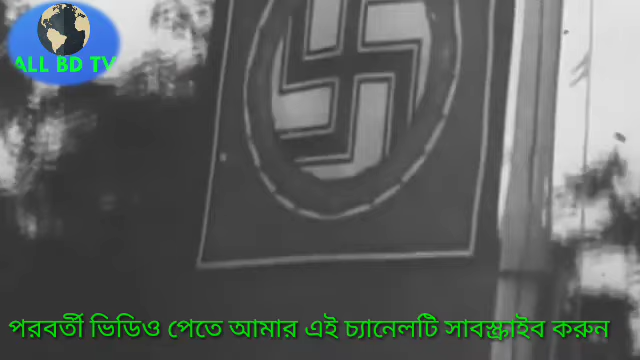 ALL BD TV
পরবর্তী ভিডিও পেতে আমার এই চ্যানেলটি সাবস্ক্রাইব করুন